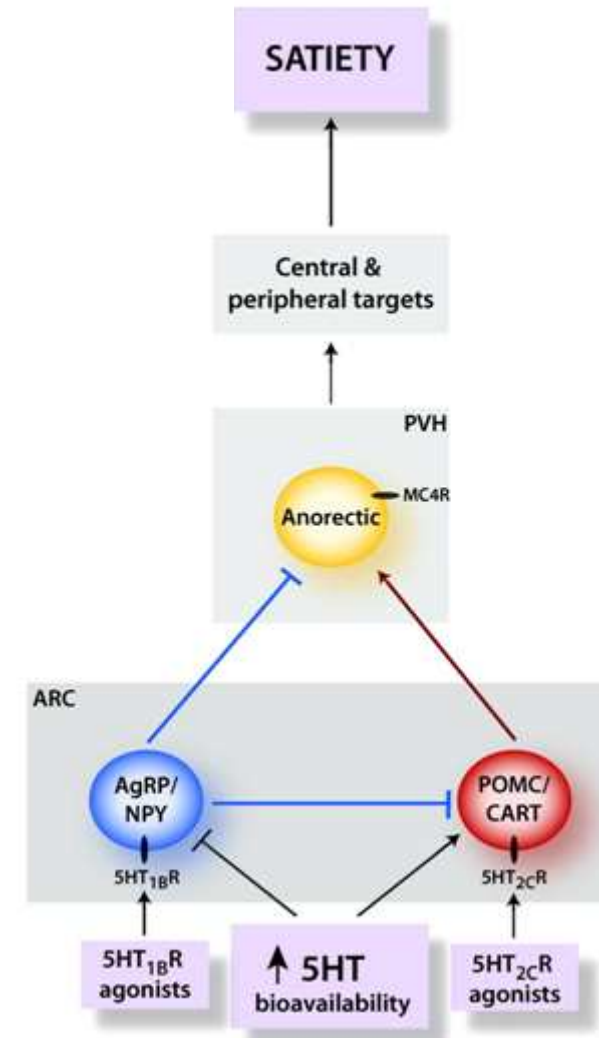 SATIETY
Central &
peripheral targets
PVH
MC4R
Anorectic
ARC
AgRP/
NPY
POMC/
CART
5HT1BR
5HT2CR
5HT1BR
agonists
↑ 5HT
bioavailability
5HT2CR
agonists